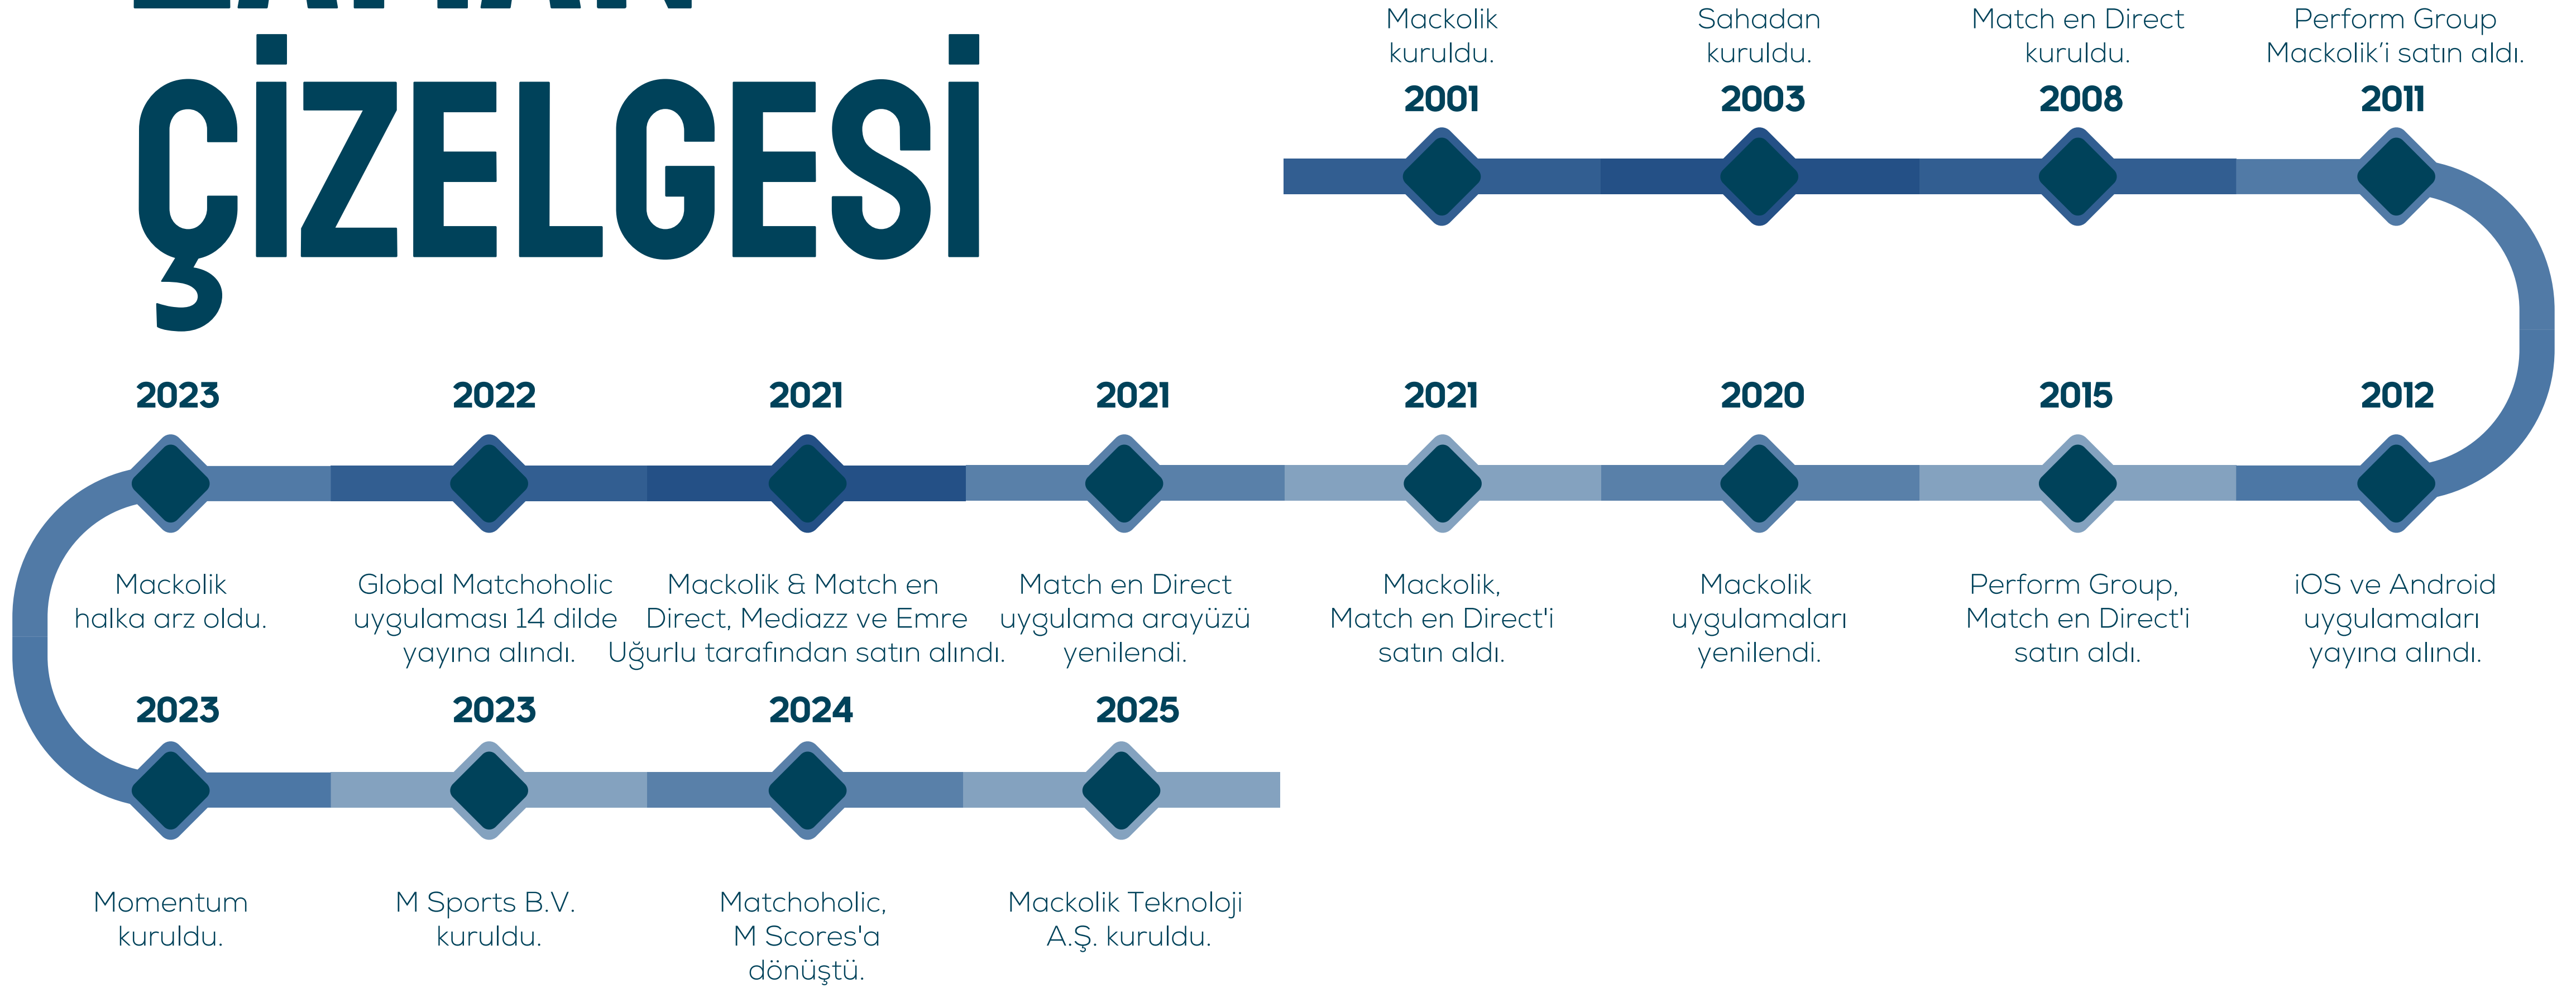 ÇİZELGESİ
Mackolik
kuruldu.
2001
Sahadan
kuruldu.
2003
Match en Direct
kuruldu.
2008
Perform Group
Mackolik’i satın aldı.
2011
2012
iOS ve Android
uygulamaları
yayına alındı.
2015
Perform Group,
Match en Direct'i
satın aldı.
2020
Mackolik
uygulamaları
yenilendi.
2021
Mackolik,
Match en Direct'i
satın aldı.
2021
Match en Direct
uygulama arayüzü
yenilendi.
2021
Mackolik & Match en
Direct, Mediazz ve Emre
Uğurlu tarafından satın alındı.
2022
Global Matchoholic
uygulaması 14 dilde
yayına alındı.
2023
Mackolik
halka arz oldu.
2023
Momentum
kuruldu.
2023
M Sports B.V.
kuruldu.
2024
Matchoholic,
M Scores'a
dönüştü.
2025
Mackolik Teknoloji
A.Ş. kuruldu.